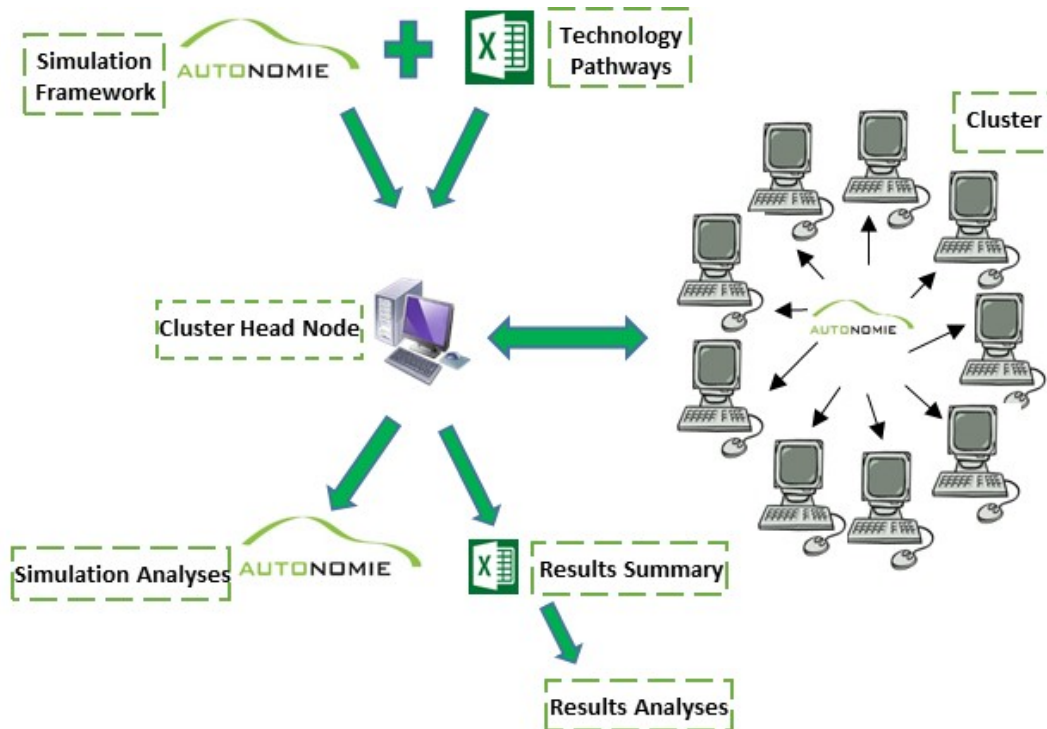 Simulation
Framework
AUTONOMIE
X
Technology
Pathways
Cluster
Cluster Head Node
AUTONOMIE
Simulation Analyses
AUTONOMIE
X
Results Summary
Results Analyses